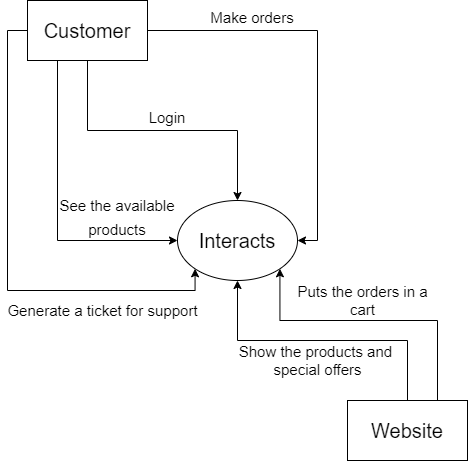 Make orders
Customer
Login
See the available
products
Interacts
Generate a ticket for support
Puts the orders in a
cart
Show the products and
special offers
Website